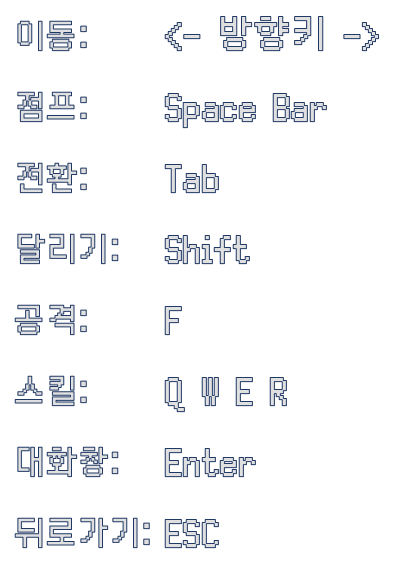 이동: <- 방향키 ->
점프: Space Bar
전환: Tab
달리기: Shift
공격: F
스킬: Q W E R
대화창: Enter
뒤로가기: ESC